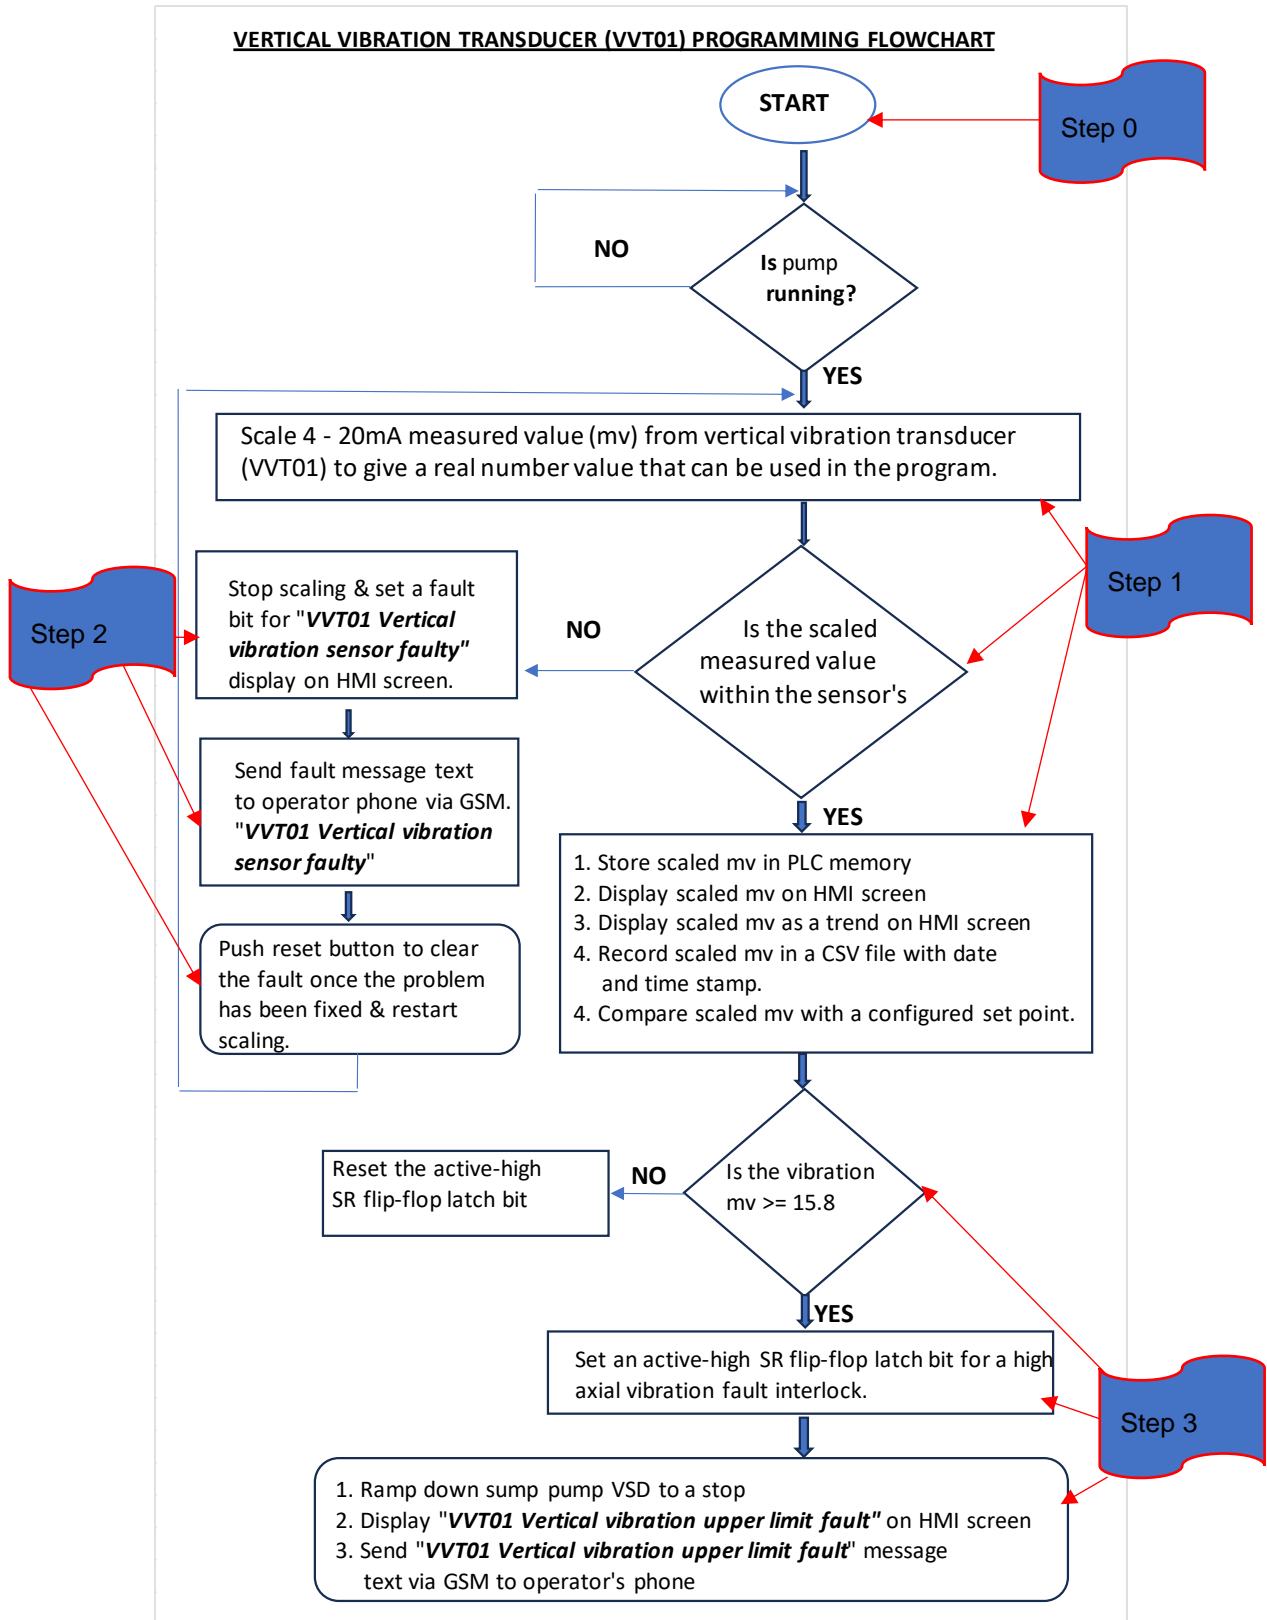 VERTICAL VIBRATION TRANSDUCER (VVT01) PROGRAMMING FLOWCHART
START
Step 0
NO
Is pump
running?
YES
Scale 4 - 20mA measured value (mv) from vertical vibration transducer
(VVT01) to give a real number value that can be used in the program.
Step 1
Step 2
Stop scaling & set a fault
bit for "VVT01 Vertical
vibration sensor faulty"
display on HMI screen.
NO
Is the scaled
measured value
within the sensor's
Send fault message text
to operator phone via GSM.
"VVT01 Vertical vibration
sensor faulty"
YES
1. Store scaled mv in PLC memory
2. Display scaled mv on HMI screen
3. Display scaled mv as a trend on HMI screen
4. Record scaled mv in a CSV file with date
and time stamp.
4. Compare scaled mv with a configured set point.
Push reset button to clear
the fault once the problem
has been fixed & restart
scaling.
Reset the active-high
SR flip-flop latch bit
NO
Is the vibration
mv >= 15.8
YES
Set an active-high SR flip-flop latch bit for a high
axial vibration fault interlock.
Step 3
1. Ramp down sump pump VSD to a stop
2. Display "VVT01 Vertical vibration upper limit fault" on HMI screen
3. Send "VVT01 Vertical vibration upper limit fault" message
text via GSM to operator's phone